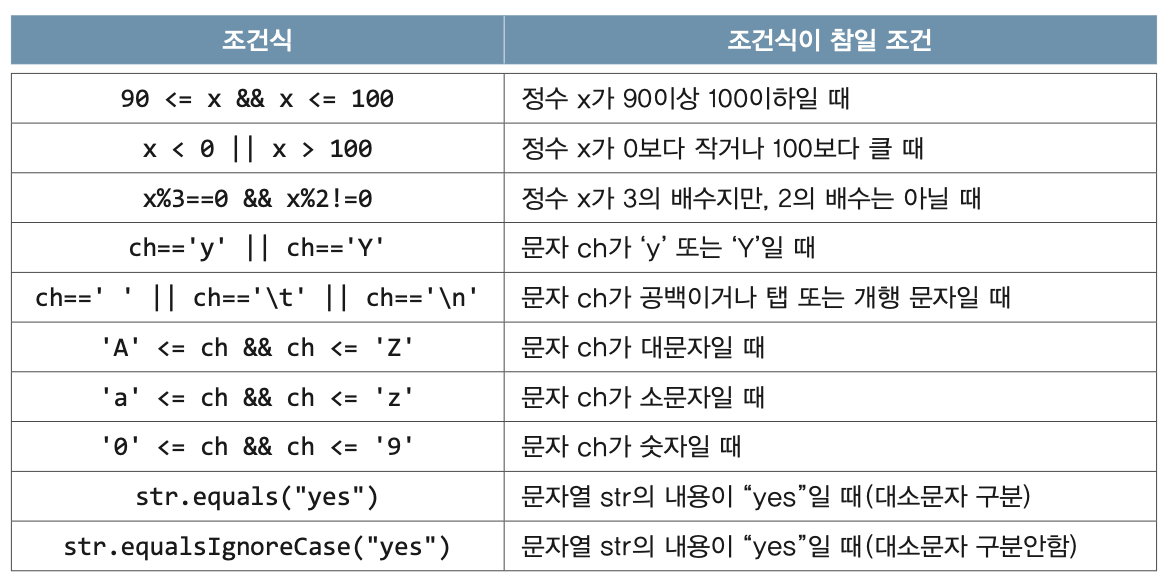 조건식 조건식이 참일 조건
90 <= x && x <= 100 정수 x가 90이상 100이하일 때
x < 0 || x > 100 정수 x가 0보다 작거나 100보다 클 때
x%3==0 && x%2!=0 정수 x가 3의 배수지만, 2의 배수는 아닐 때
ch=='y' || ch=='Y' 문자 ch가 ‘y’ 또는 ‘Y’일 때
ch==' ' || ch=='\t' || ch=='\n' 문자 ch가 공백이거나 탭 또는 개행 문자일 때
'A' <= ch && ch <= 'Z' 문자 ch가 대문자일 때
'a' <= ch && ch <= 'z' 문자 ch가 소문자일 때
'0' <= ch && ch <= '9' 문자 ch가 숫자일 때
str.equals("yes") 문자열 str의 내용이 “yes”일 때(대소문자 구분)
str.equalsIgnoreCase("yes") 문자열 str의 내용이 “yes”일 때(대소문자 구분안함)